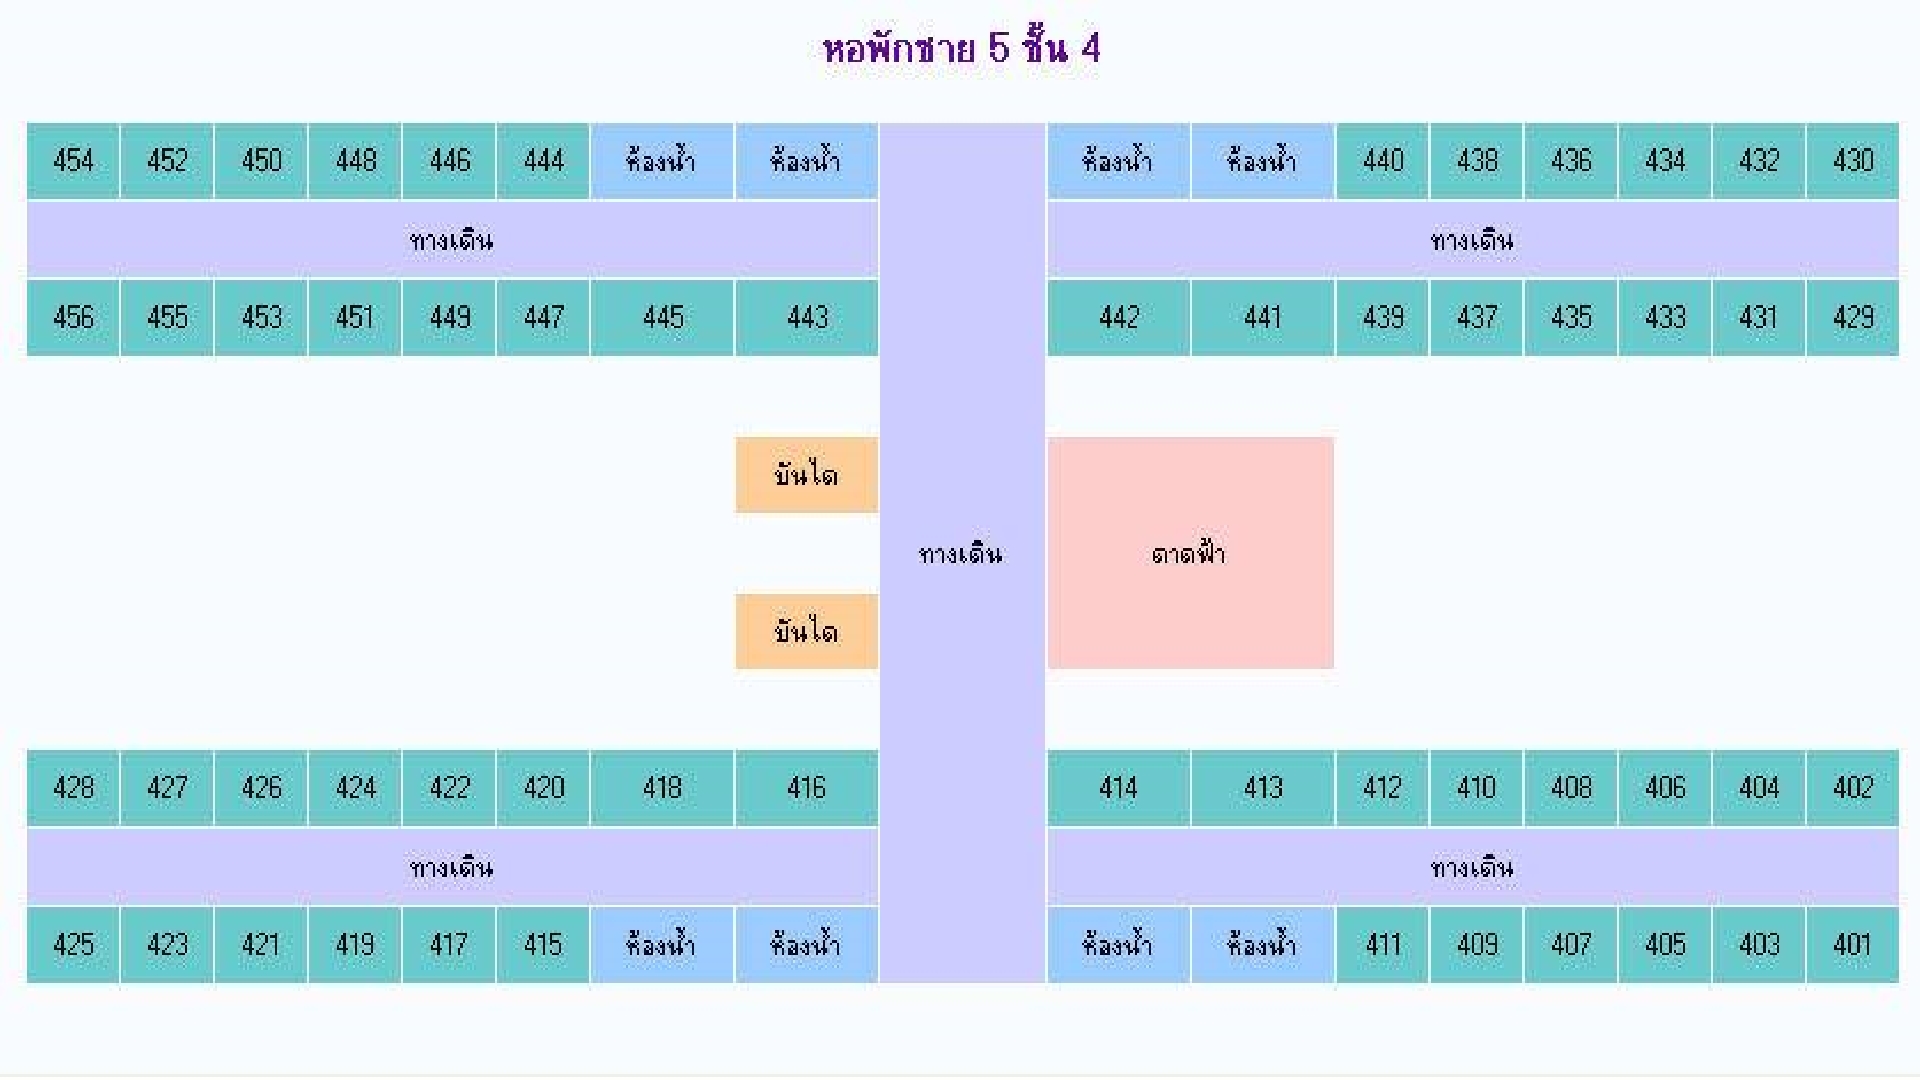 หอพักชาย 5 ชั้น 4
454 452 450 448 446 444 ห้องน้ำ ห้องน้ำ ห้องน้ำ ห้องน้ำ 440 438 436 434 432 430
ทางเดิน ทางเดิน
456 455 453 451 449 447 445 443 442 441 439 437 435 433 431 429
บันได
ทางเดิน ดาดฟ้า
บันได
428 427 426 424 422 420 418 416 414 413 412 410 408 406 404 402
ทางเดิน ทางเดิน
425 423 421 419 417 415 ห้องน้ำ ห้องน้ำ ห้องน้ำ ห้องน้ำ 411 409 407 405 403 401